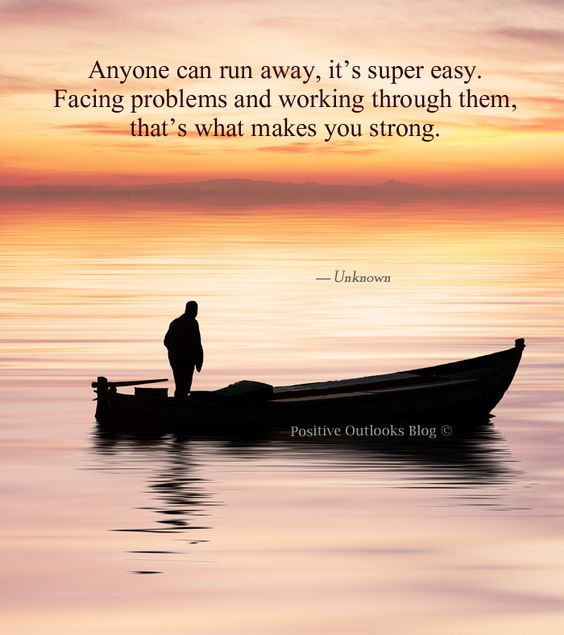 Anyone can run away, it's super easy.
Facing problems and working through them,
that's what makes you strong.
— Unknown
Positive Outlooks Blog ©